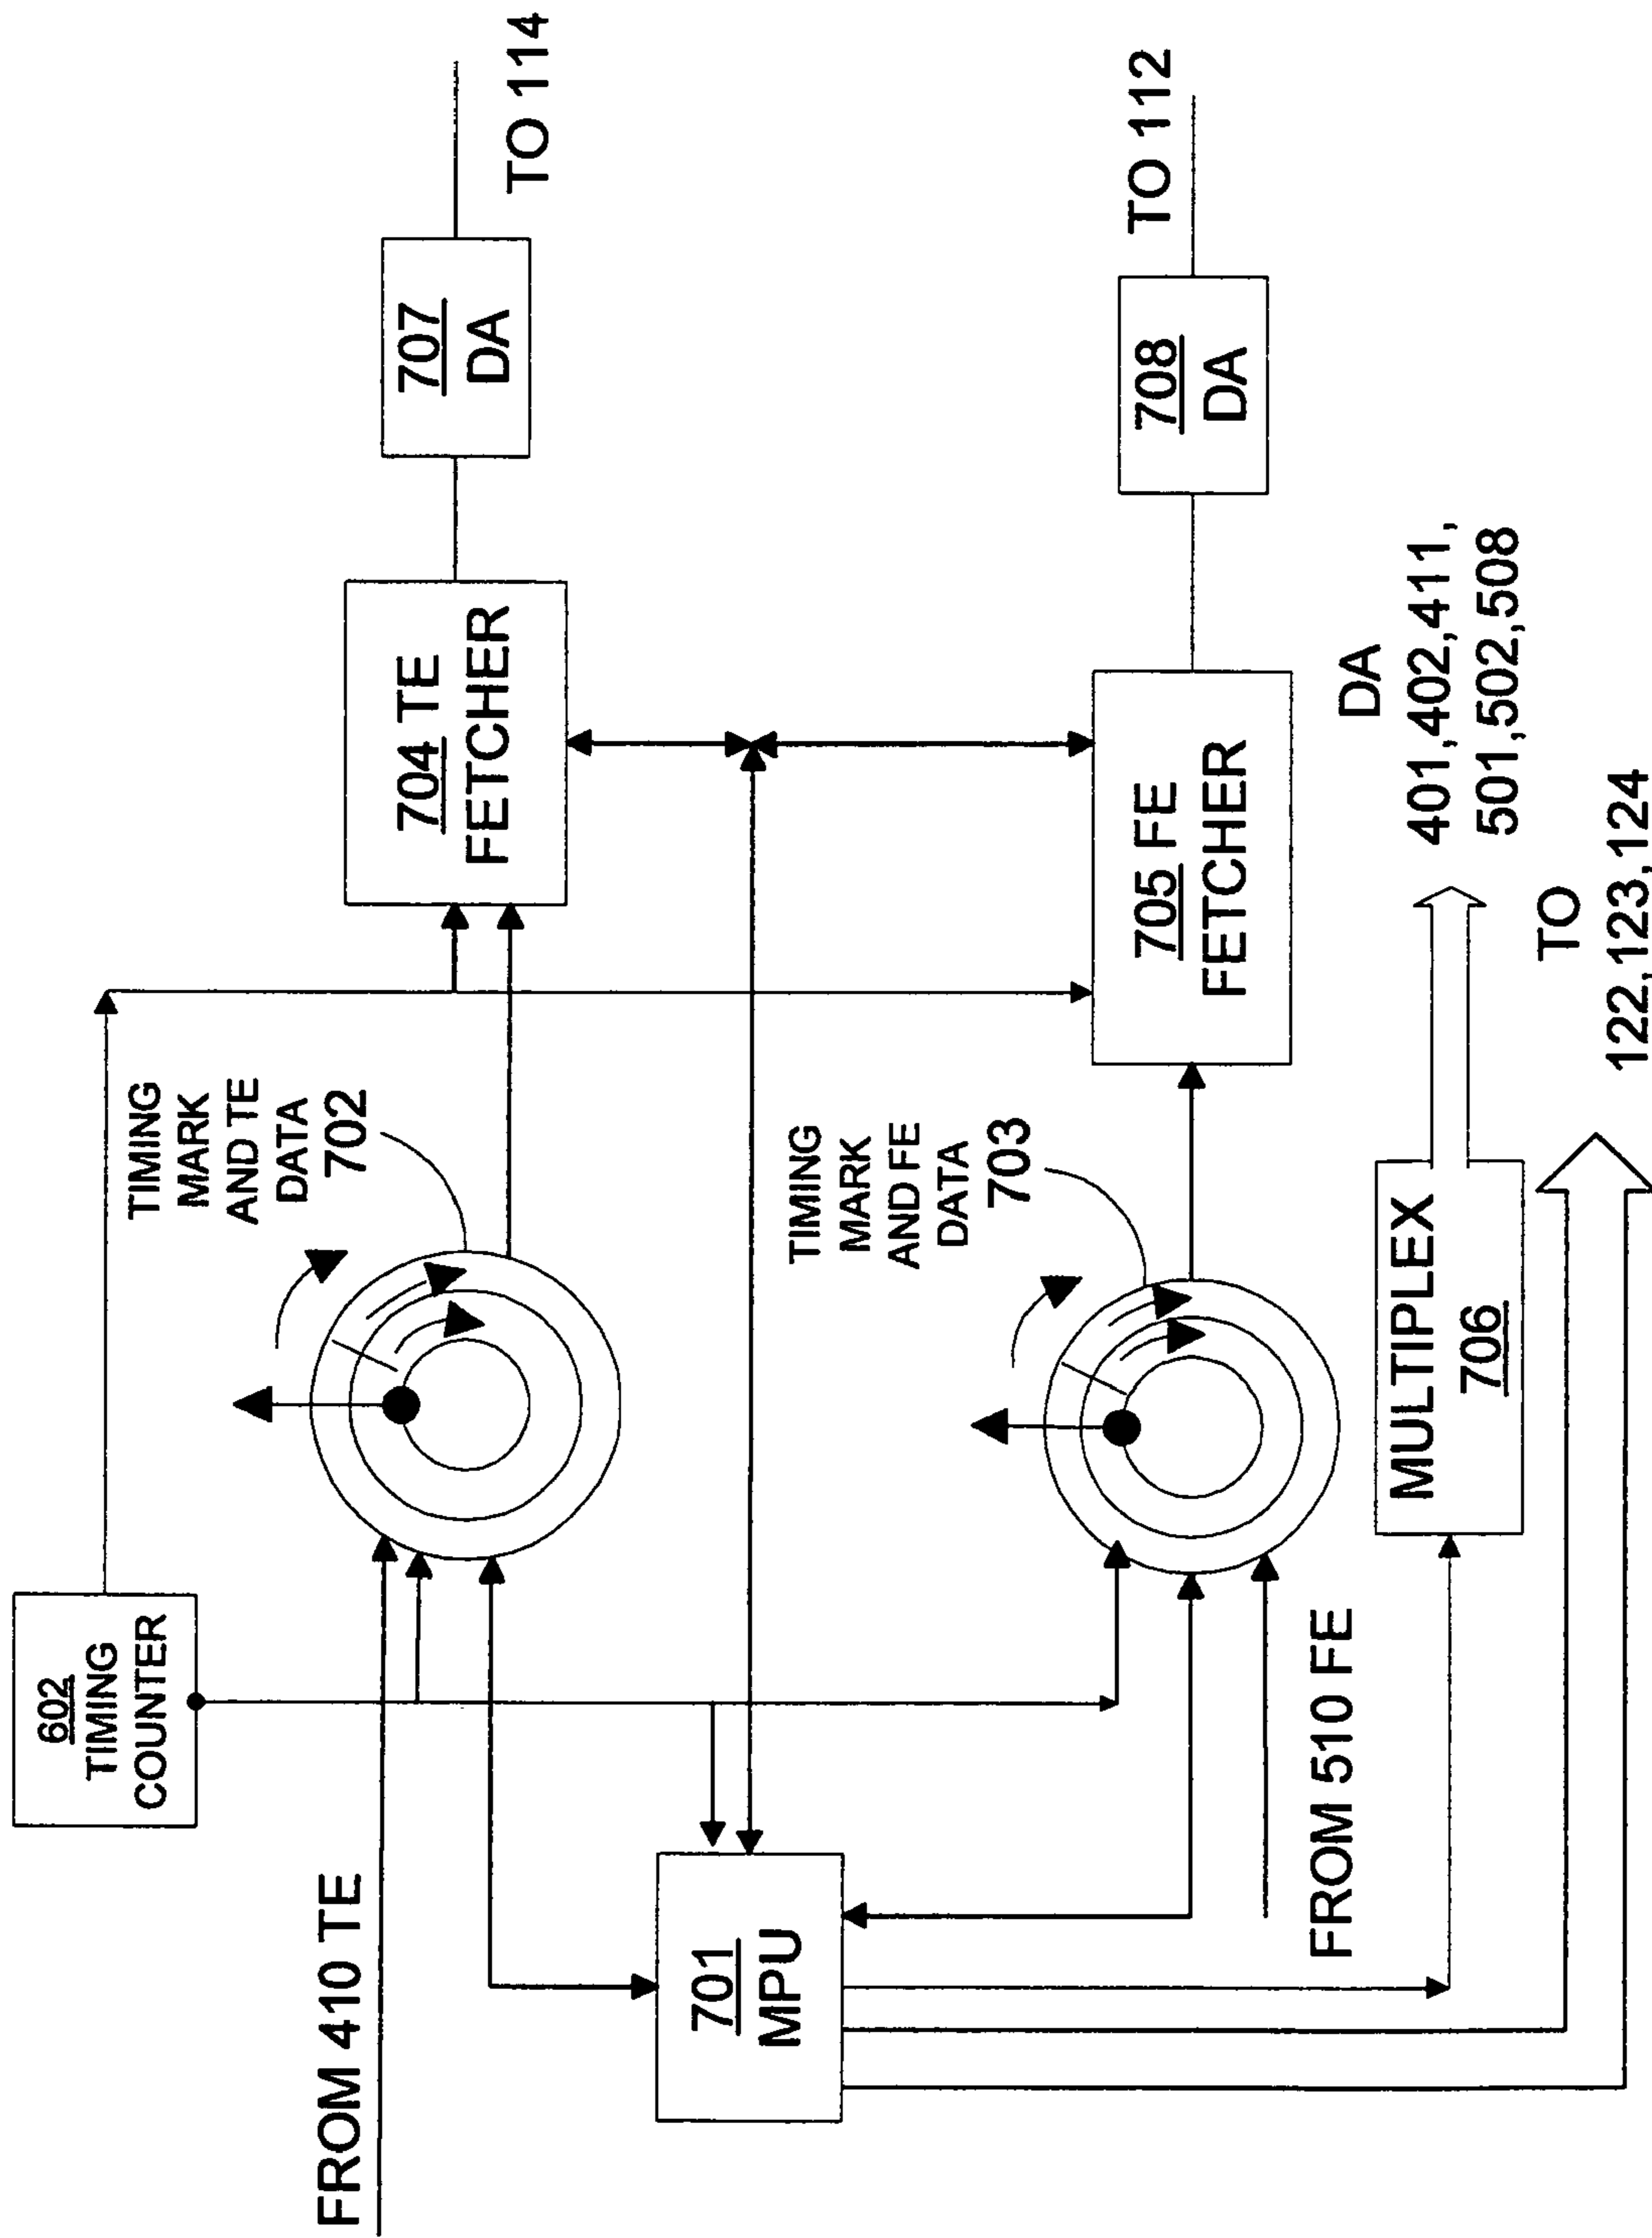 602
TIMING
COUNTER
FROM 410 TE
TIMING
MARK
AND TE
DATA
702
704 TE
FETCHER
707
DA
TO 114
701
MPU
TIMING
MARK
AND FE
DATA
703
705 FE
FETCHER
708
DA
TO 112
FROM 510 FE
MULTIPLEX
706
DA
401,402,411,
501,502,508
TO
122,123,124